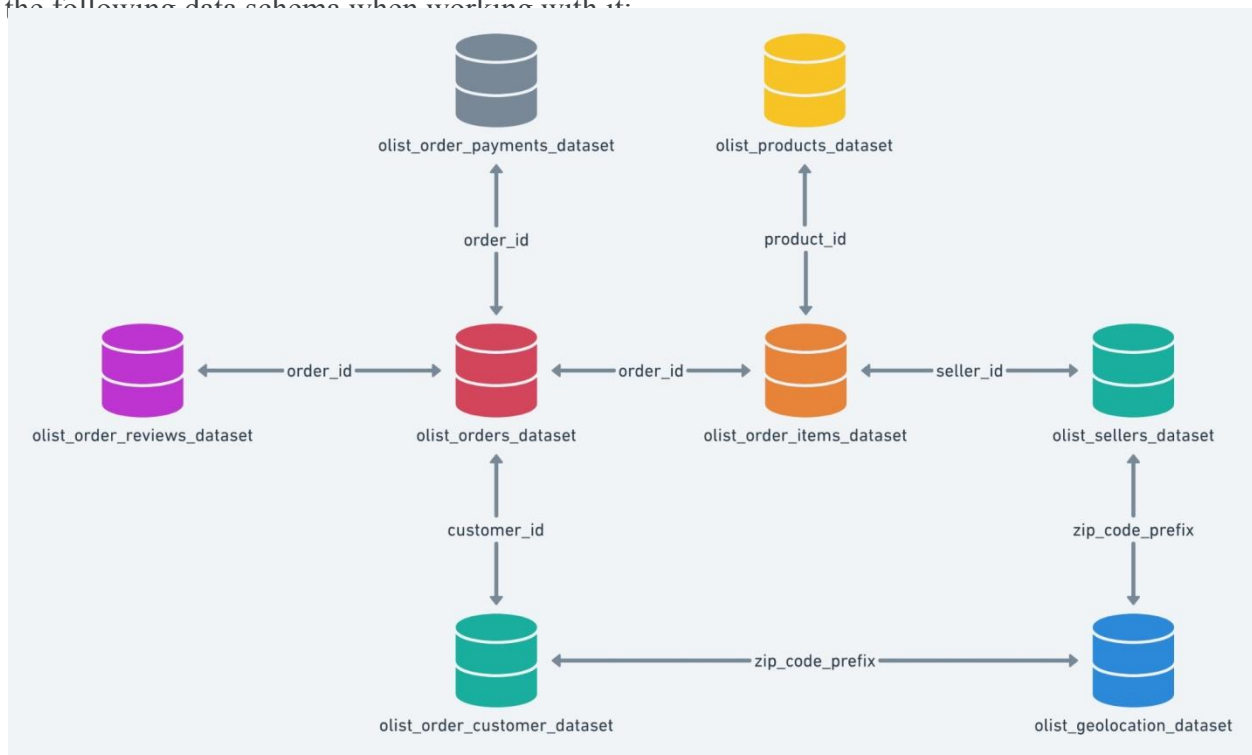 the following data schema when working with it:
olist_order_payments_dataset
olist_products_dataset
order_id
product_id
order_id
order_id
seller_id
olist_order_reviews_dataset
olist_orders_dataset
olist_order_items_dataset
olist_sellers_dataset
customer_id
zip_code_prefix
zip_code_prefix
olist_order_customer_dataset
olist_geolocation_dataset